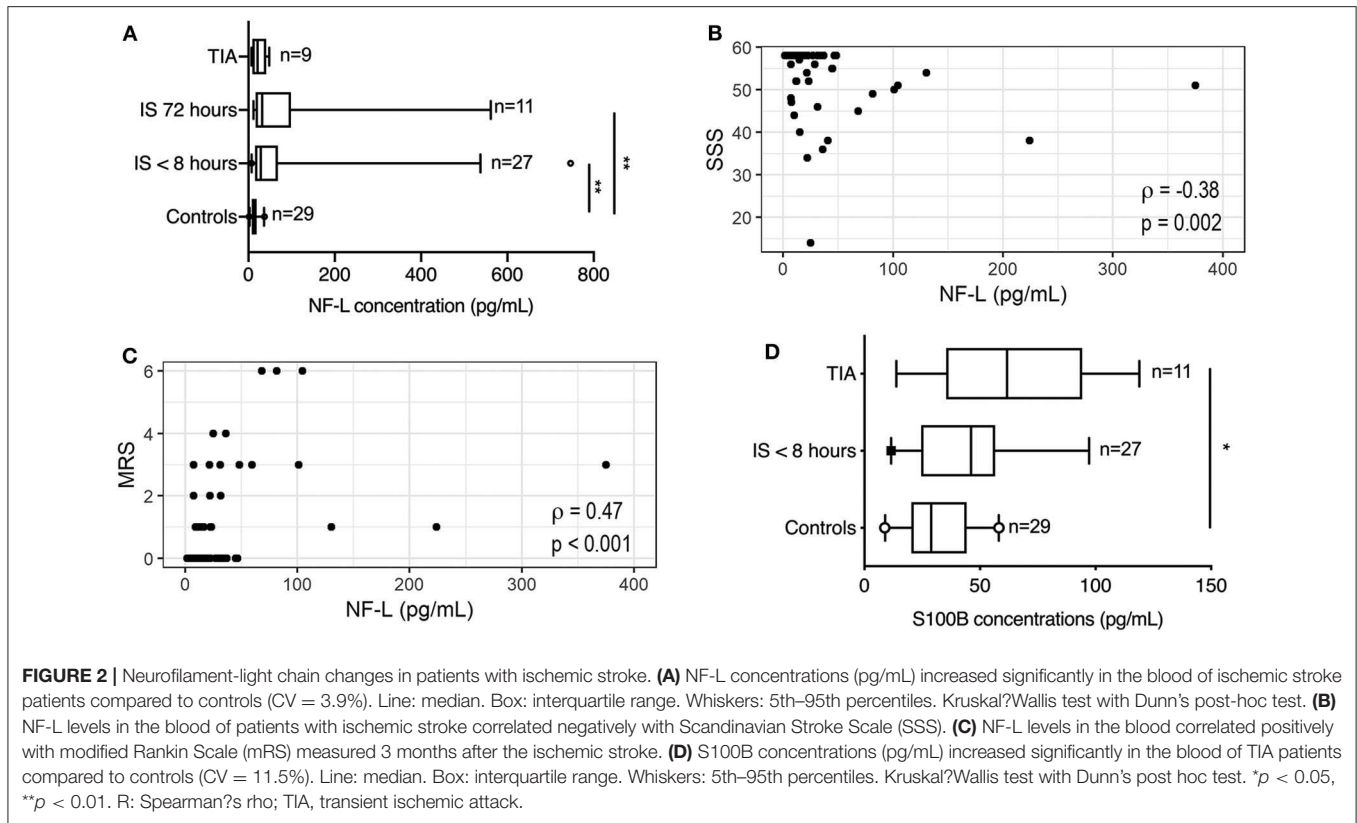 A
TIA
n=9
IS 72 hours
n=11
IS < 8 hours
n=27
Controls
n=29
**
**
0 200 400 600 800
NF-L concentration (pg/mL)
B
60
50
40
30
20
SSS
ρ = -0.38
p = 0.002
0 100 200 300 400
NF-L (pg/mL)
C
6
4
2
0
MRS
ρ = 0.47
p < 0.001
0 100 200 300 400
NF-L (pg/mL)
D
TIA
n=11
IS < 8 hours
n=27
Controls
n=29
*
0 50 100 150
S100B concentrations (pg/mL)
FIGURE 2 | Neurofilament-light chain changes in patients with ischemic stroke. (A) NF-L concentrations (pg/mL) increased significantly in the blood of ischemic stroke
patients compared to controls (CV = 3.9%). Line: median. Box: interquartile range. Whiskers: 5th–95th percentiles. Kruskal?Wallis test with Dunn's post-hoc test. (B)
NF-L levels in the blood of patients with ischemic stroke correlated negatively with Scandinavian Stroke Scale (SSS). (C) NF-L levels in the blood correlated positively
with modified Rankin Scale (mRS) measured 3 months after the ischemic stroke. (D) S100B concentrations (pg/mL) increased significantly in the blood of TIA patients
compared to controls (CV = 11.5%). Line: median. Box: interquartile range. Whiskers: 5th–95th percentiles. Kruskal?Wallis test with Dunn's post hoc test. *p < 0.05,
**p < 0.01. R: Spearman?s rho; TIA, transient ischemic attack.